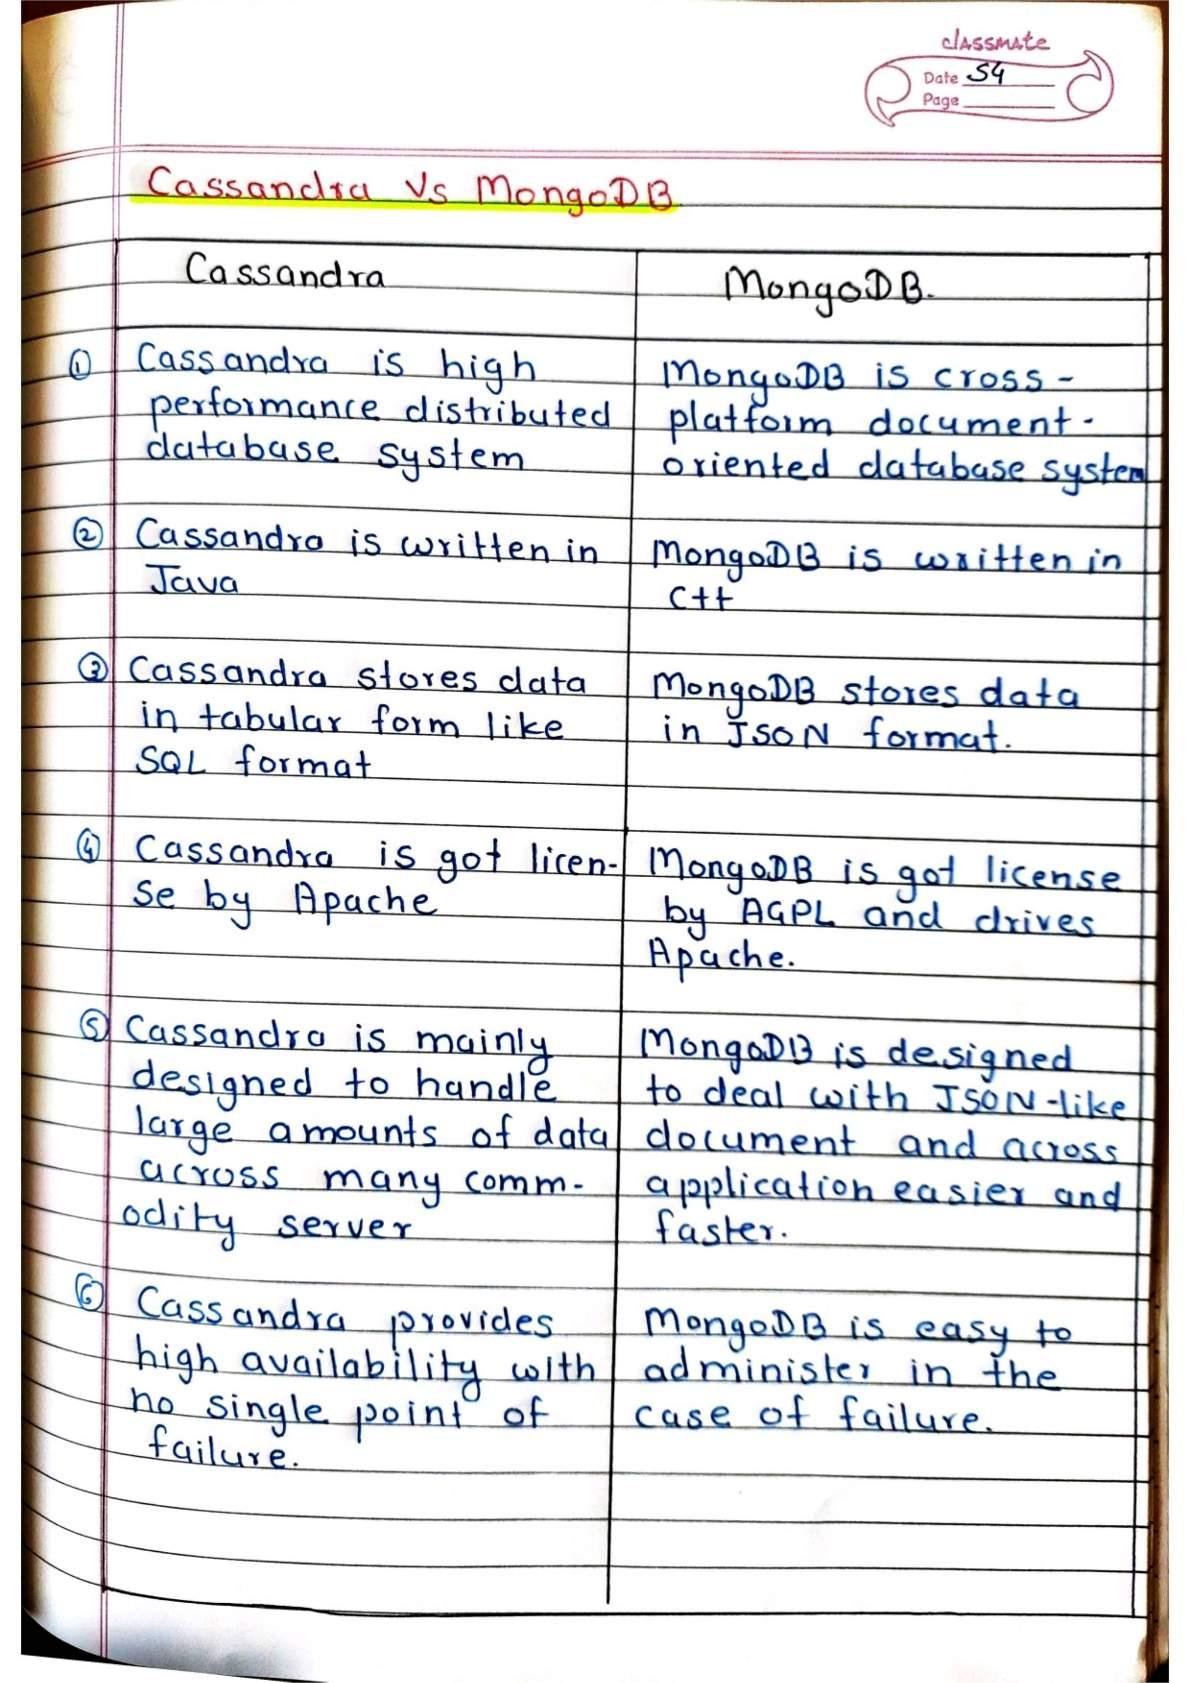 classmate
Date 54
Page
Cassandra Vs MongoDB
Cassandra
MongoDB.
① Cassandra is high
performance distributed
database system
MongoDB is cross-
platform document-
oriented database system
② Cassandra is written in
Java
MongoDB is written in
C++
③ Cassandra stores data
in tabular form like
SQL format
MongoDB stores data
in JSON format.
④ Cassandra is got licen-
se by Apache
MongoDB is got license
by AGPL and drives
Apache.
⑤ Cassandra is mainly
designed to handle
large amounts of data
across many comm-
odity server
MongoDB is designed
to deal with JSON-like
document and across
application easier and
faster.
⑥ Cassandra provides
high availability with
no single point of
failure.
MongoDB is easy to
administer in the
case of failure.